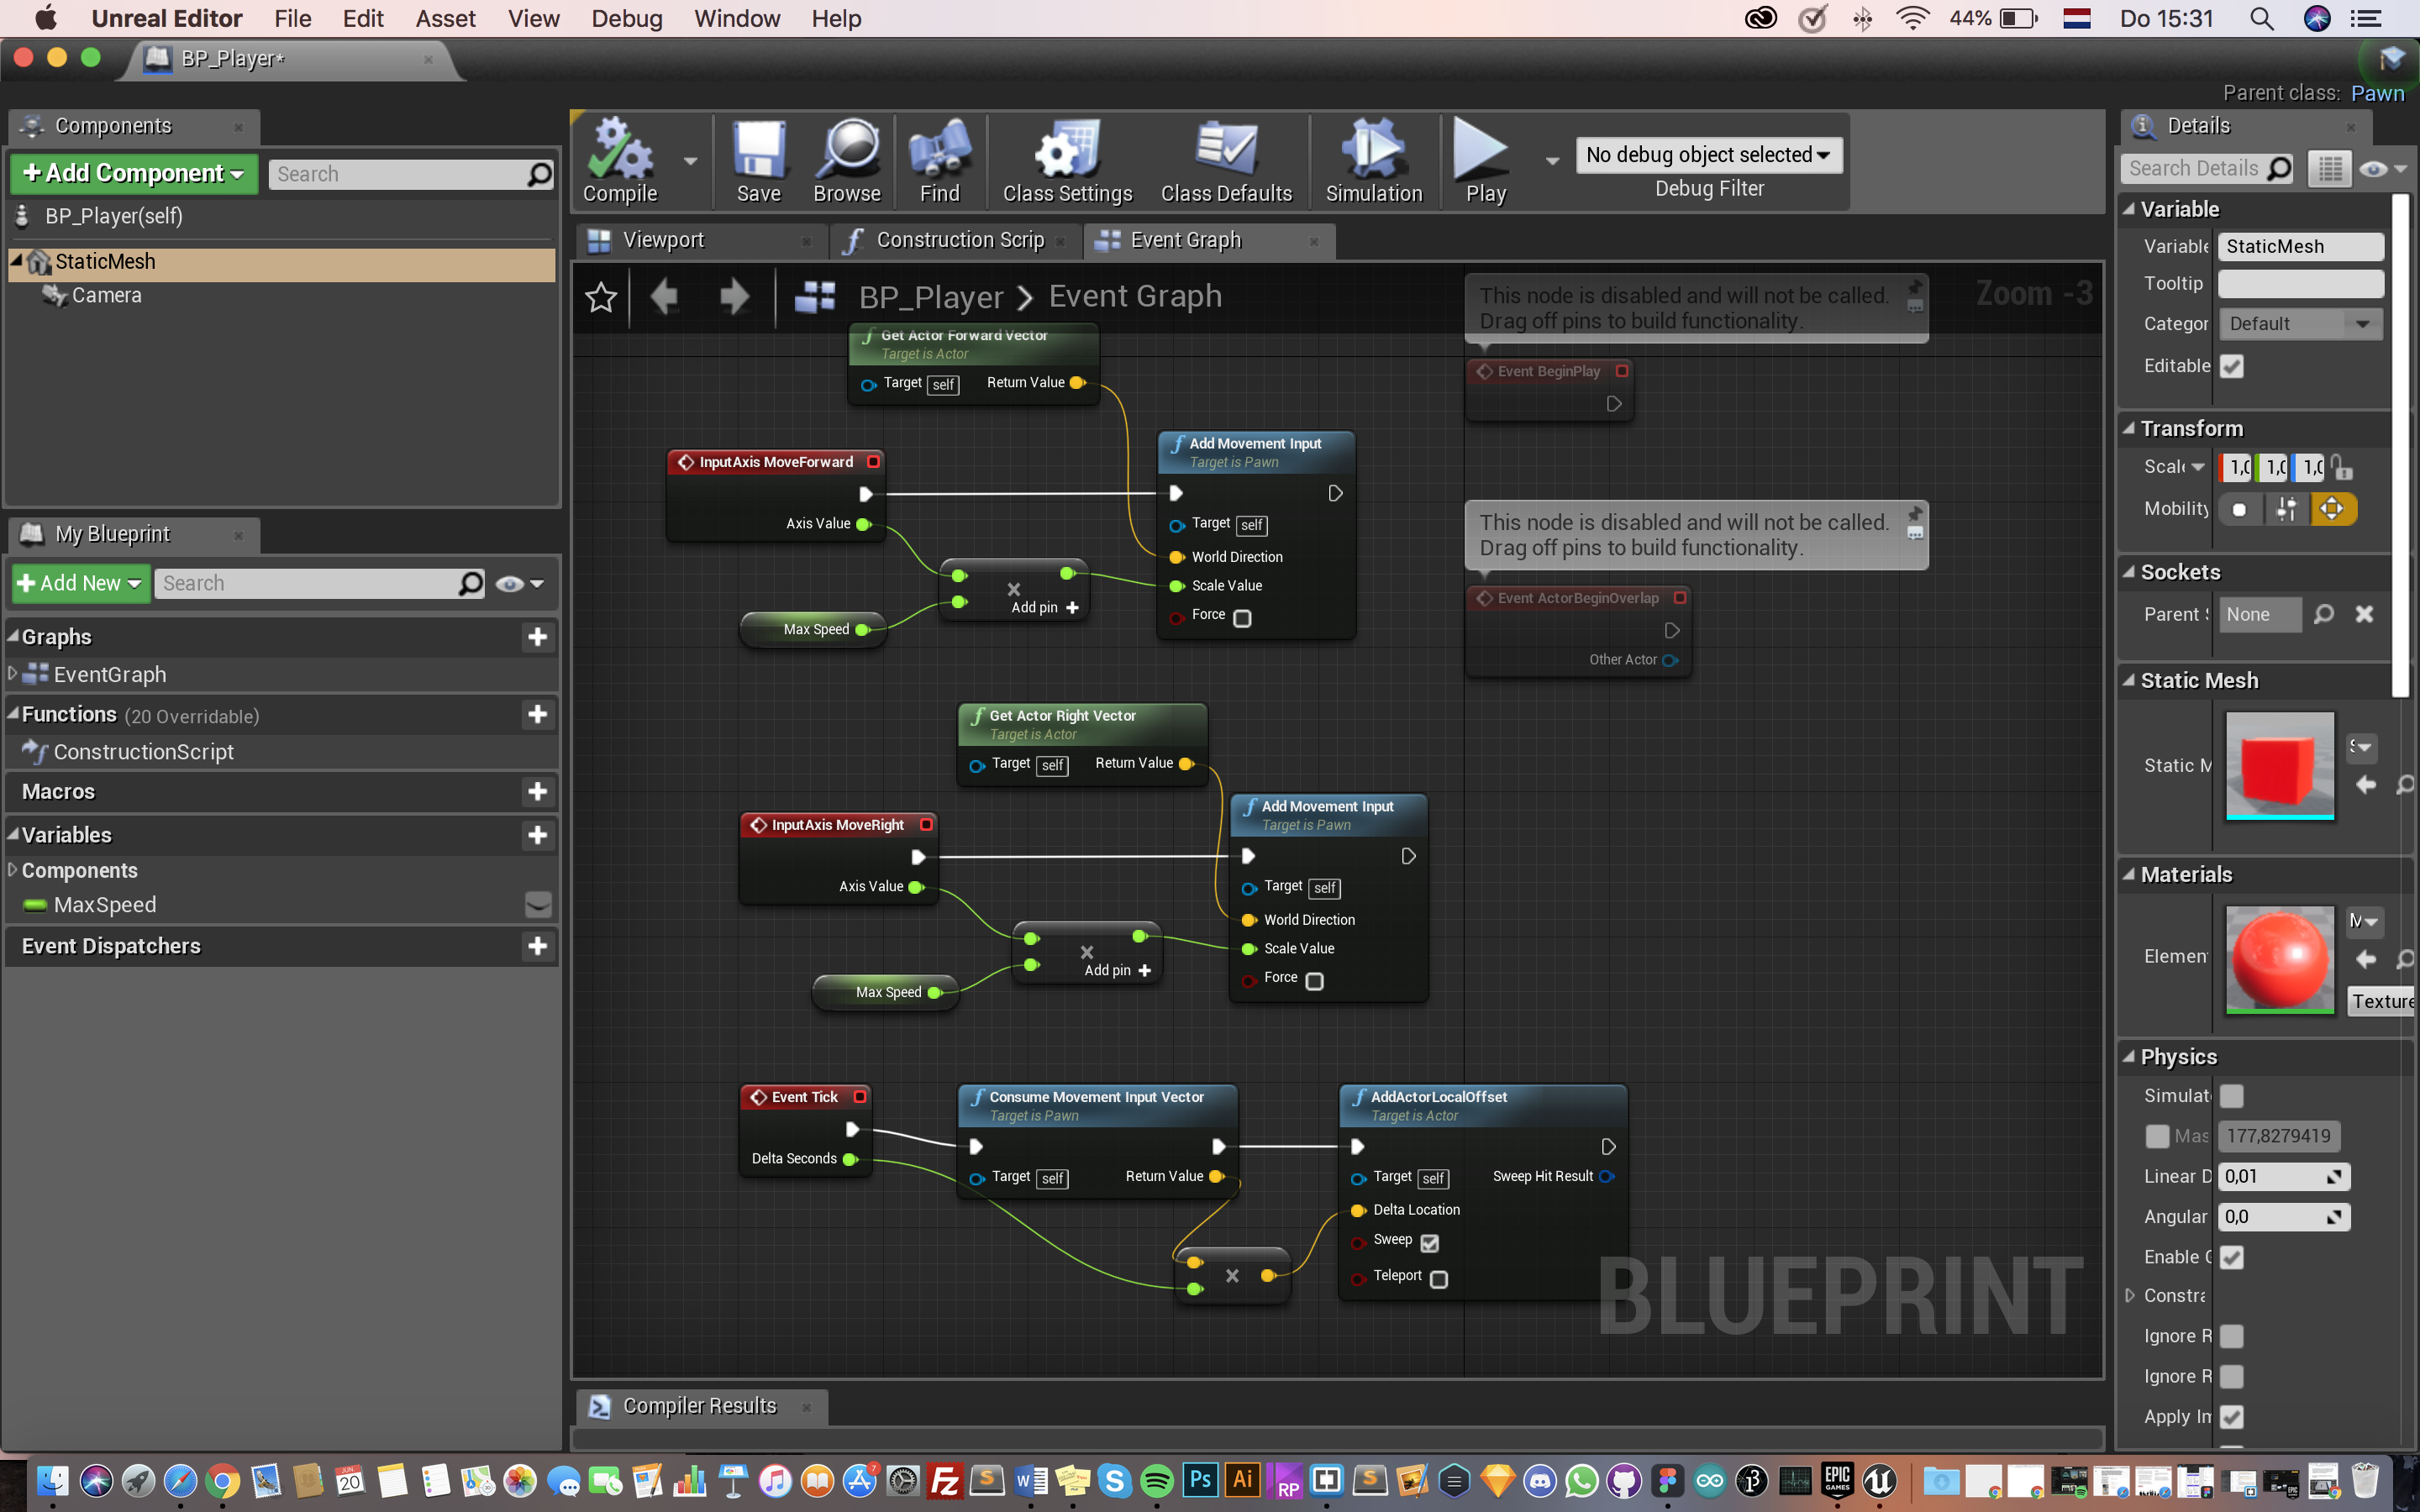 Unreal Editor File Edit Asset View Debug Window Help
44% Do 15:31
BP_Player*
Parent class: Pawn
Components
Add Component
Search
BP_Player(self)
StaticMesh
Camera
My Blueprint
Add New
Search
Graphs
EventGraph
Functions (20 Overridable)
ConstructionScript
Macros
Variables
Components
MaxSpeed
Event Dispatchers
Compile
Save
Browse
Find
Class Settings
Class Defaults
Simulation
Play
No debug object selected
Debug Filter
Viewport
Construction Scrip
Event Graph
BP_Player > Event Graph
Zoom -3
Get Actor Forward Vector
Target is Actor
Target self Return Value
InputAxis MoveForward
Axis Value
Max Speed
Add pin
Add Movement Input
Target is Pawn
Target self
World Direction
Scale Value
Force
This node is disabled and will not be called.
Drag off pins to build functionality.
Event BeginPlay
This node is disabled and will not be called.
Drag off pins to build functionality.
Event ActorBeginOverlap
Other Actor
Get Actor Right Vector
Target is Actor
Target self Return Value
InputAxis MoveRight
Axis Value
Max Speed
Add pin
Add Movement Input
Target is Pawn
Target self
World Direction
Scale Value
Force
Event Tick
Delta Seconds
Consume Movement Input Vector
Target is Pawn
Target self Return Value
AddActorLocalOffset
Target is Actor
Target self Sweep Hit Result
Delta Location
Sweep
Teleport
BLUEPRINT
Compiler Results
Details
Search Details
Variable
Variable StaticMesh
Tooltip
Categor Default
Editable
Transform
Scale 1,0 1,0 1,0
Mobility
Sockets
Parent S None
Static Mesh
Static M
Materials
Elemen
Texture
Physics
Simulat
Mas 177,8279419
Linear D 0,01
Angular 0,0
Enable G
Constra
Ignore R
Ignore R
Apply Im
JUN
20
7
Fz
S
W
S
Ps
Ai
RP
S
EPIC
GAMES